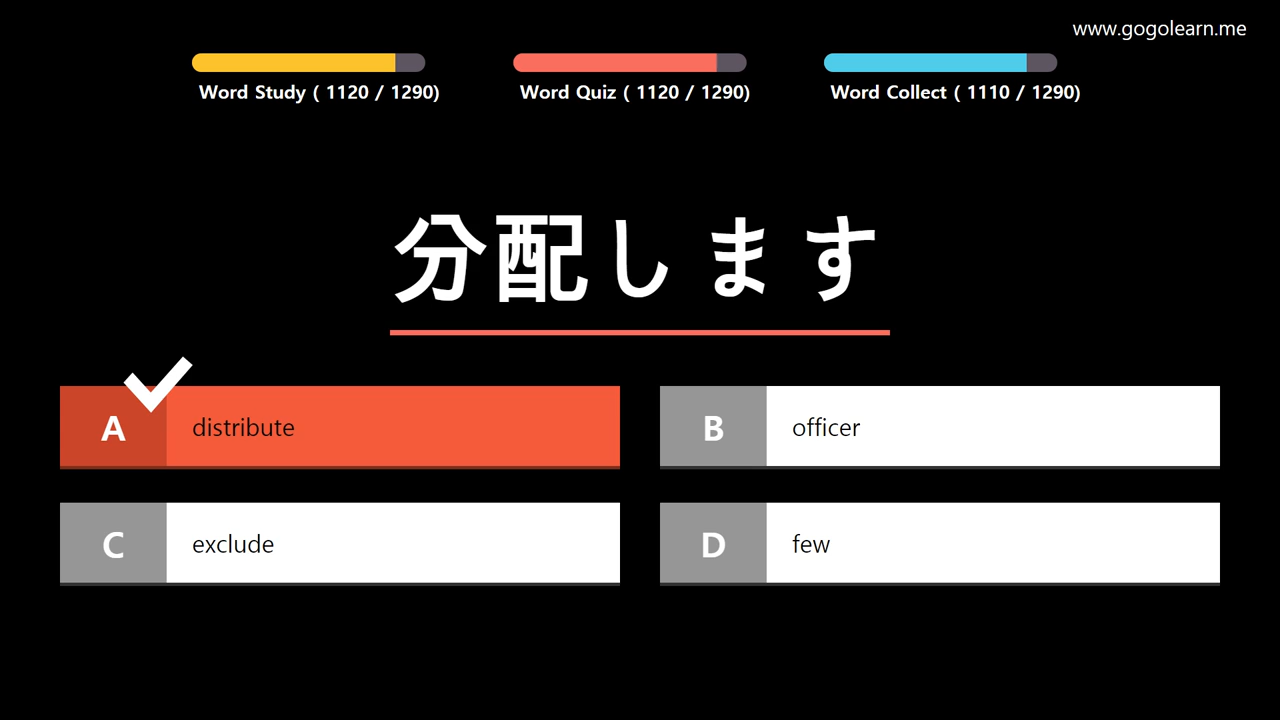 www.gogolearn.me
Word Study ( 1120 / 1290)
Word Quiz ( 1120 / 1290)
Word Collect ( 1110 / 1290)
分配します
A distribute
B officer
C exclude
D few